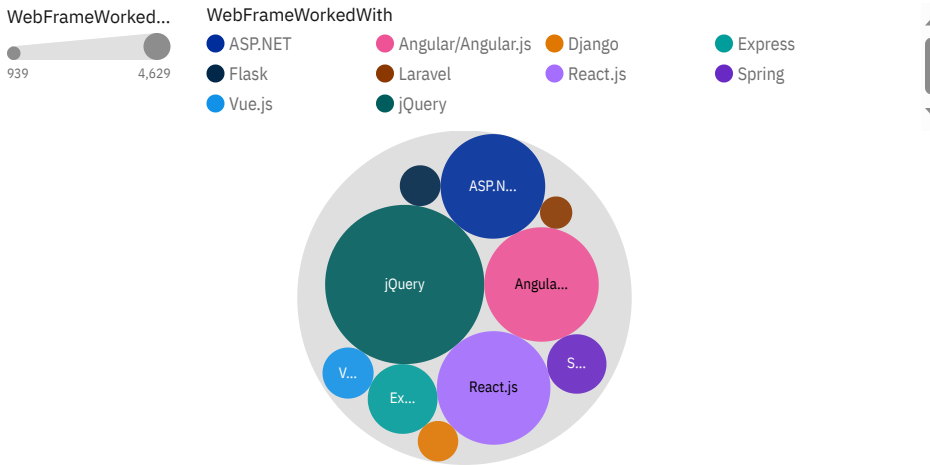 WebFrameWorked...
939 4,629
WebFrameWorkedWith
ASP.NET Angular/Angular.js Django Express
Flask Laravel React.js Spring
Vue.js jQuery
ASP.N...
jQuery Angula...
V... Ex... React.js S...